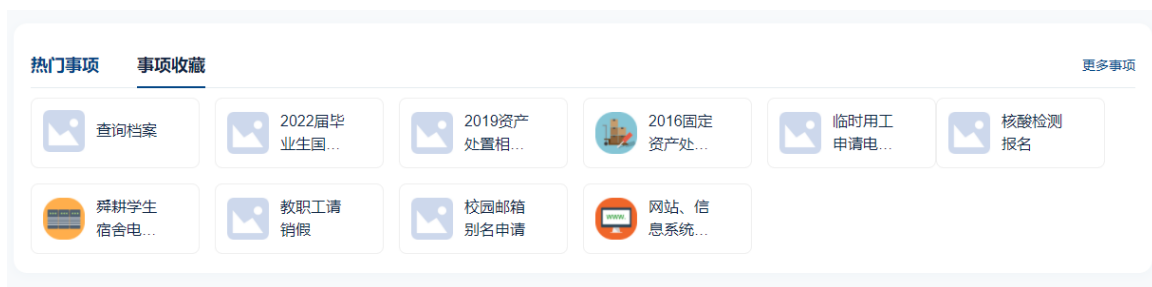 热门事项 事项收藏 更多事项
查询档案
2022届毕
业生国...
2019资产
处置相...
2016固定
资产处...
临时用工
申请电...
核酸检测
报名
舜耕学生
宿舍电...
WWW.
教职工请
销假
校园邮箱
别名申请
网站、信
息系统...